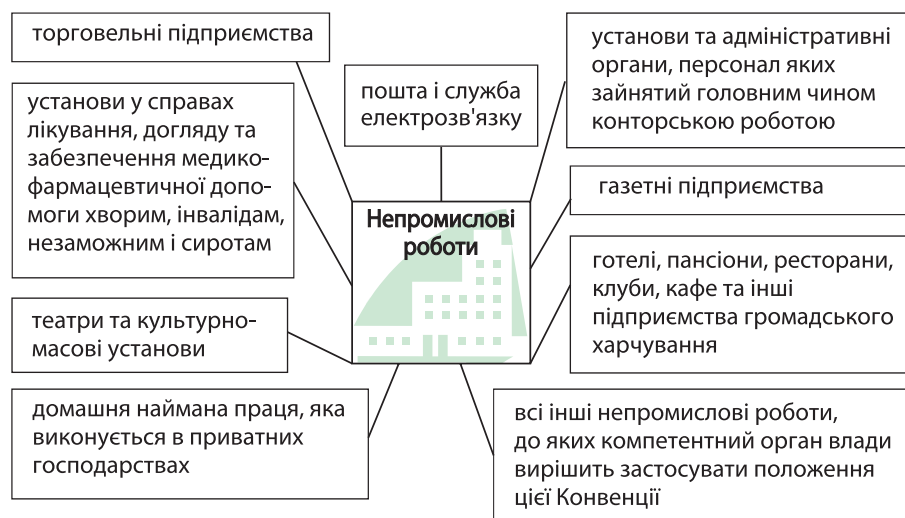 торговельні підприємства
пошта і служба
електрозв'язку
установи та адміністративні
органи, персонал яких
зайнятий головним чином
конторською роботою
установи у справах
лікування, догляду та
забезпечення медико-
фармацевтичної допо-
моги хворим, інвалідам,
незаможним і сиротам
Непромислові
роботи
газетні підприємства
готелі, пансіони, ресторани,
клуби, кафе та інші
підприємства громадського
харчування
театри та культурно-
масові установи
домашня наймана праця, яка
виконується в приватних
господарствах
всі інші непромислові роботи,
до яких компетентний орган влади
вирішить застосувати положення
цієї Конвенції